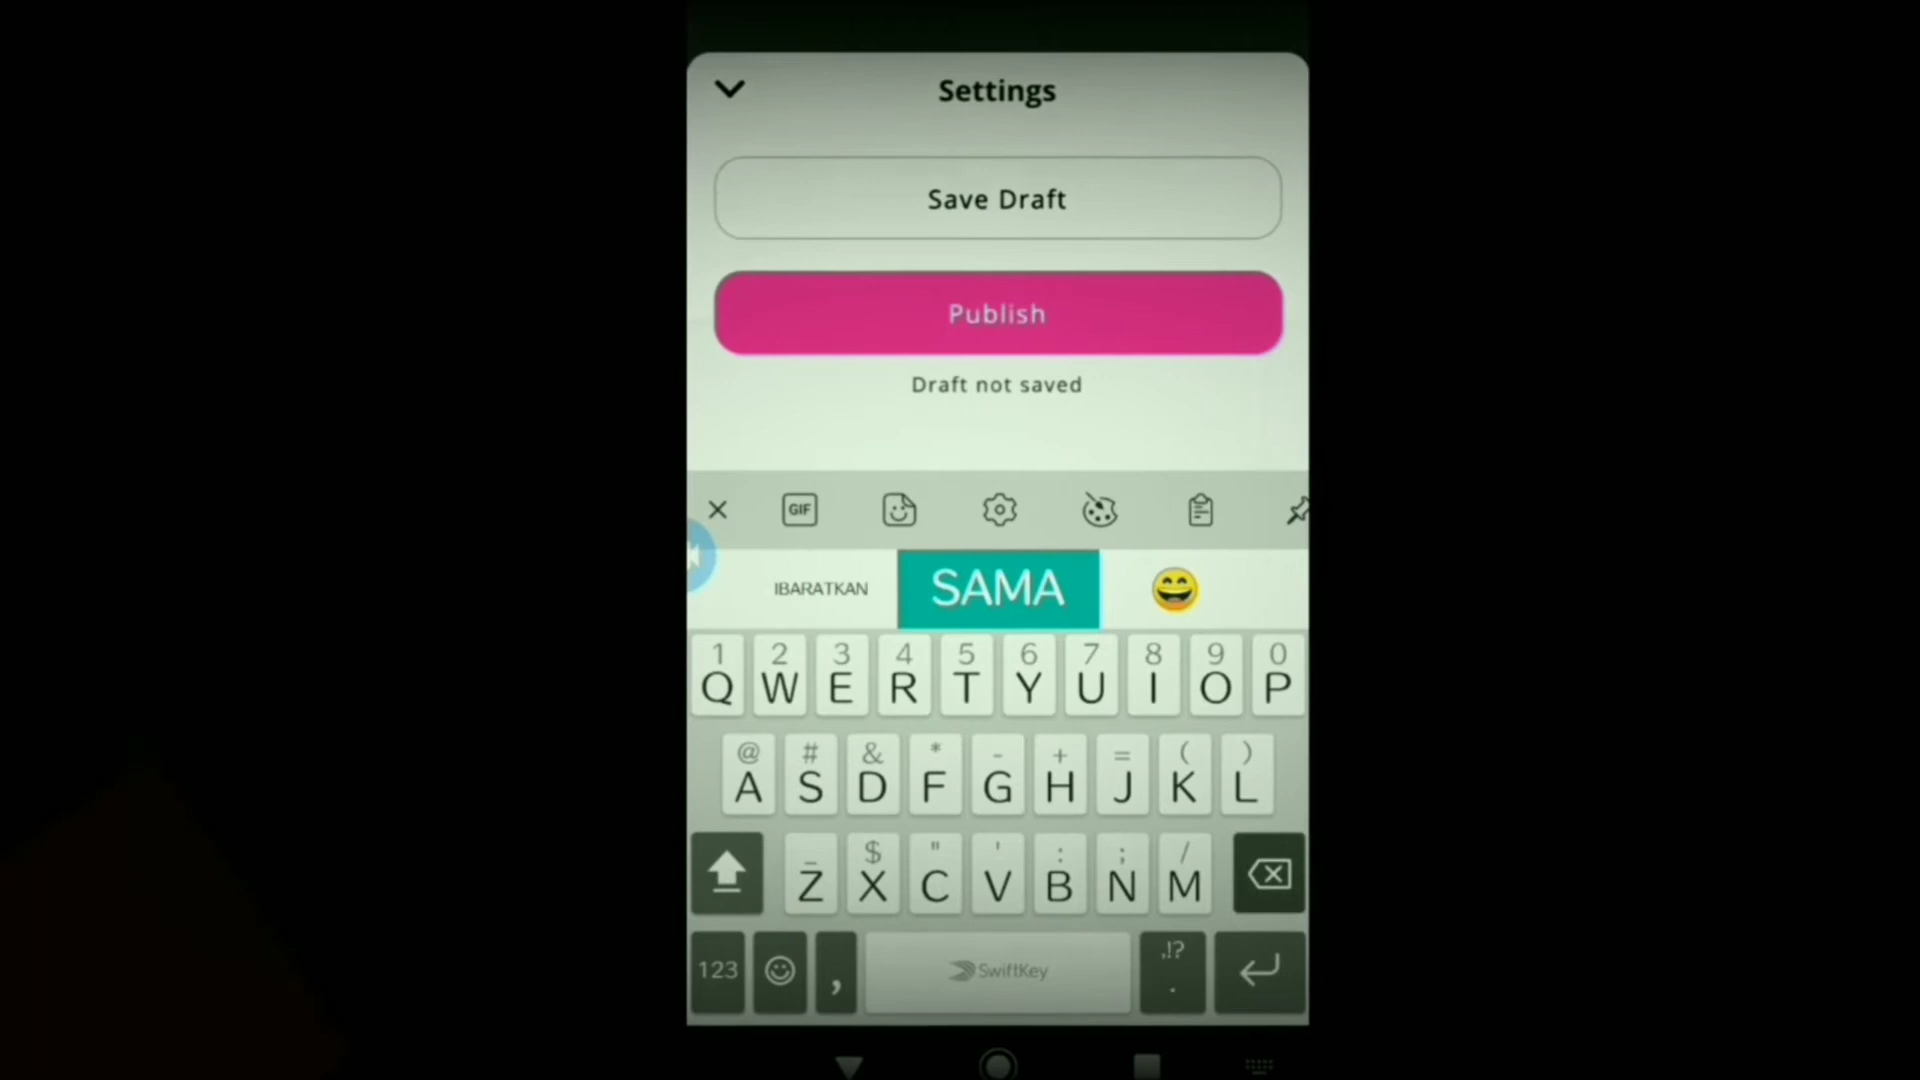 Settings
Save Draft
Publish
Draft not saved
GIF
IBARATKAN SAMA
1 2 3 4 5 6 7 8 9 0
Q W E R T Y U I O P
@ # & * - + = ( )
A S D F G H J K L
_ $ " ' : ; /
Z X C V B N M
123 , SwiftKey ,!? .